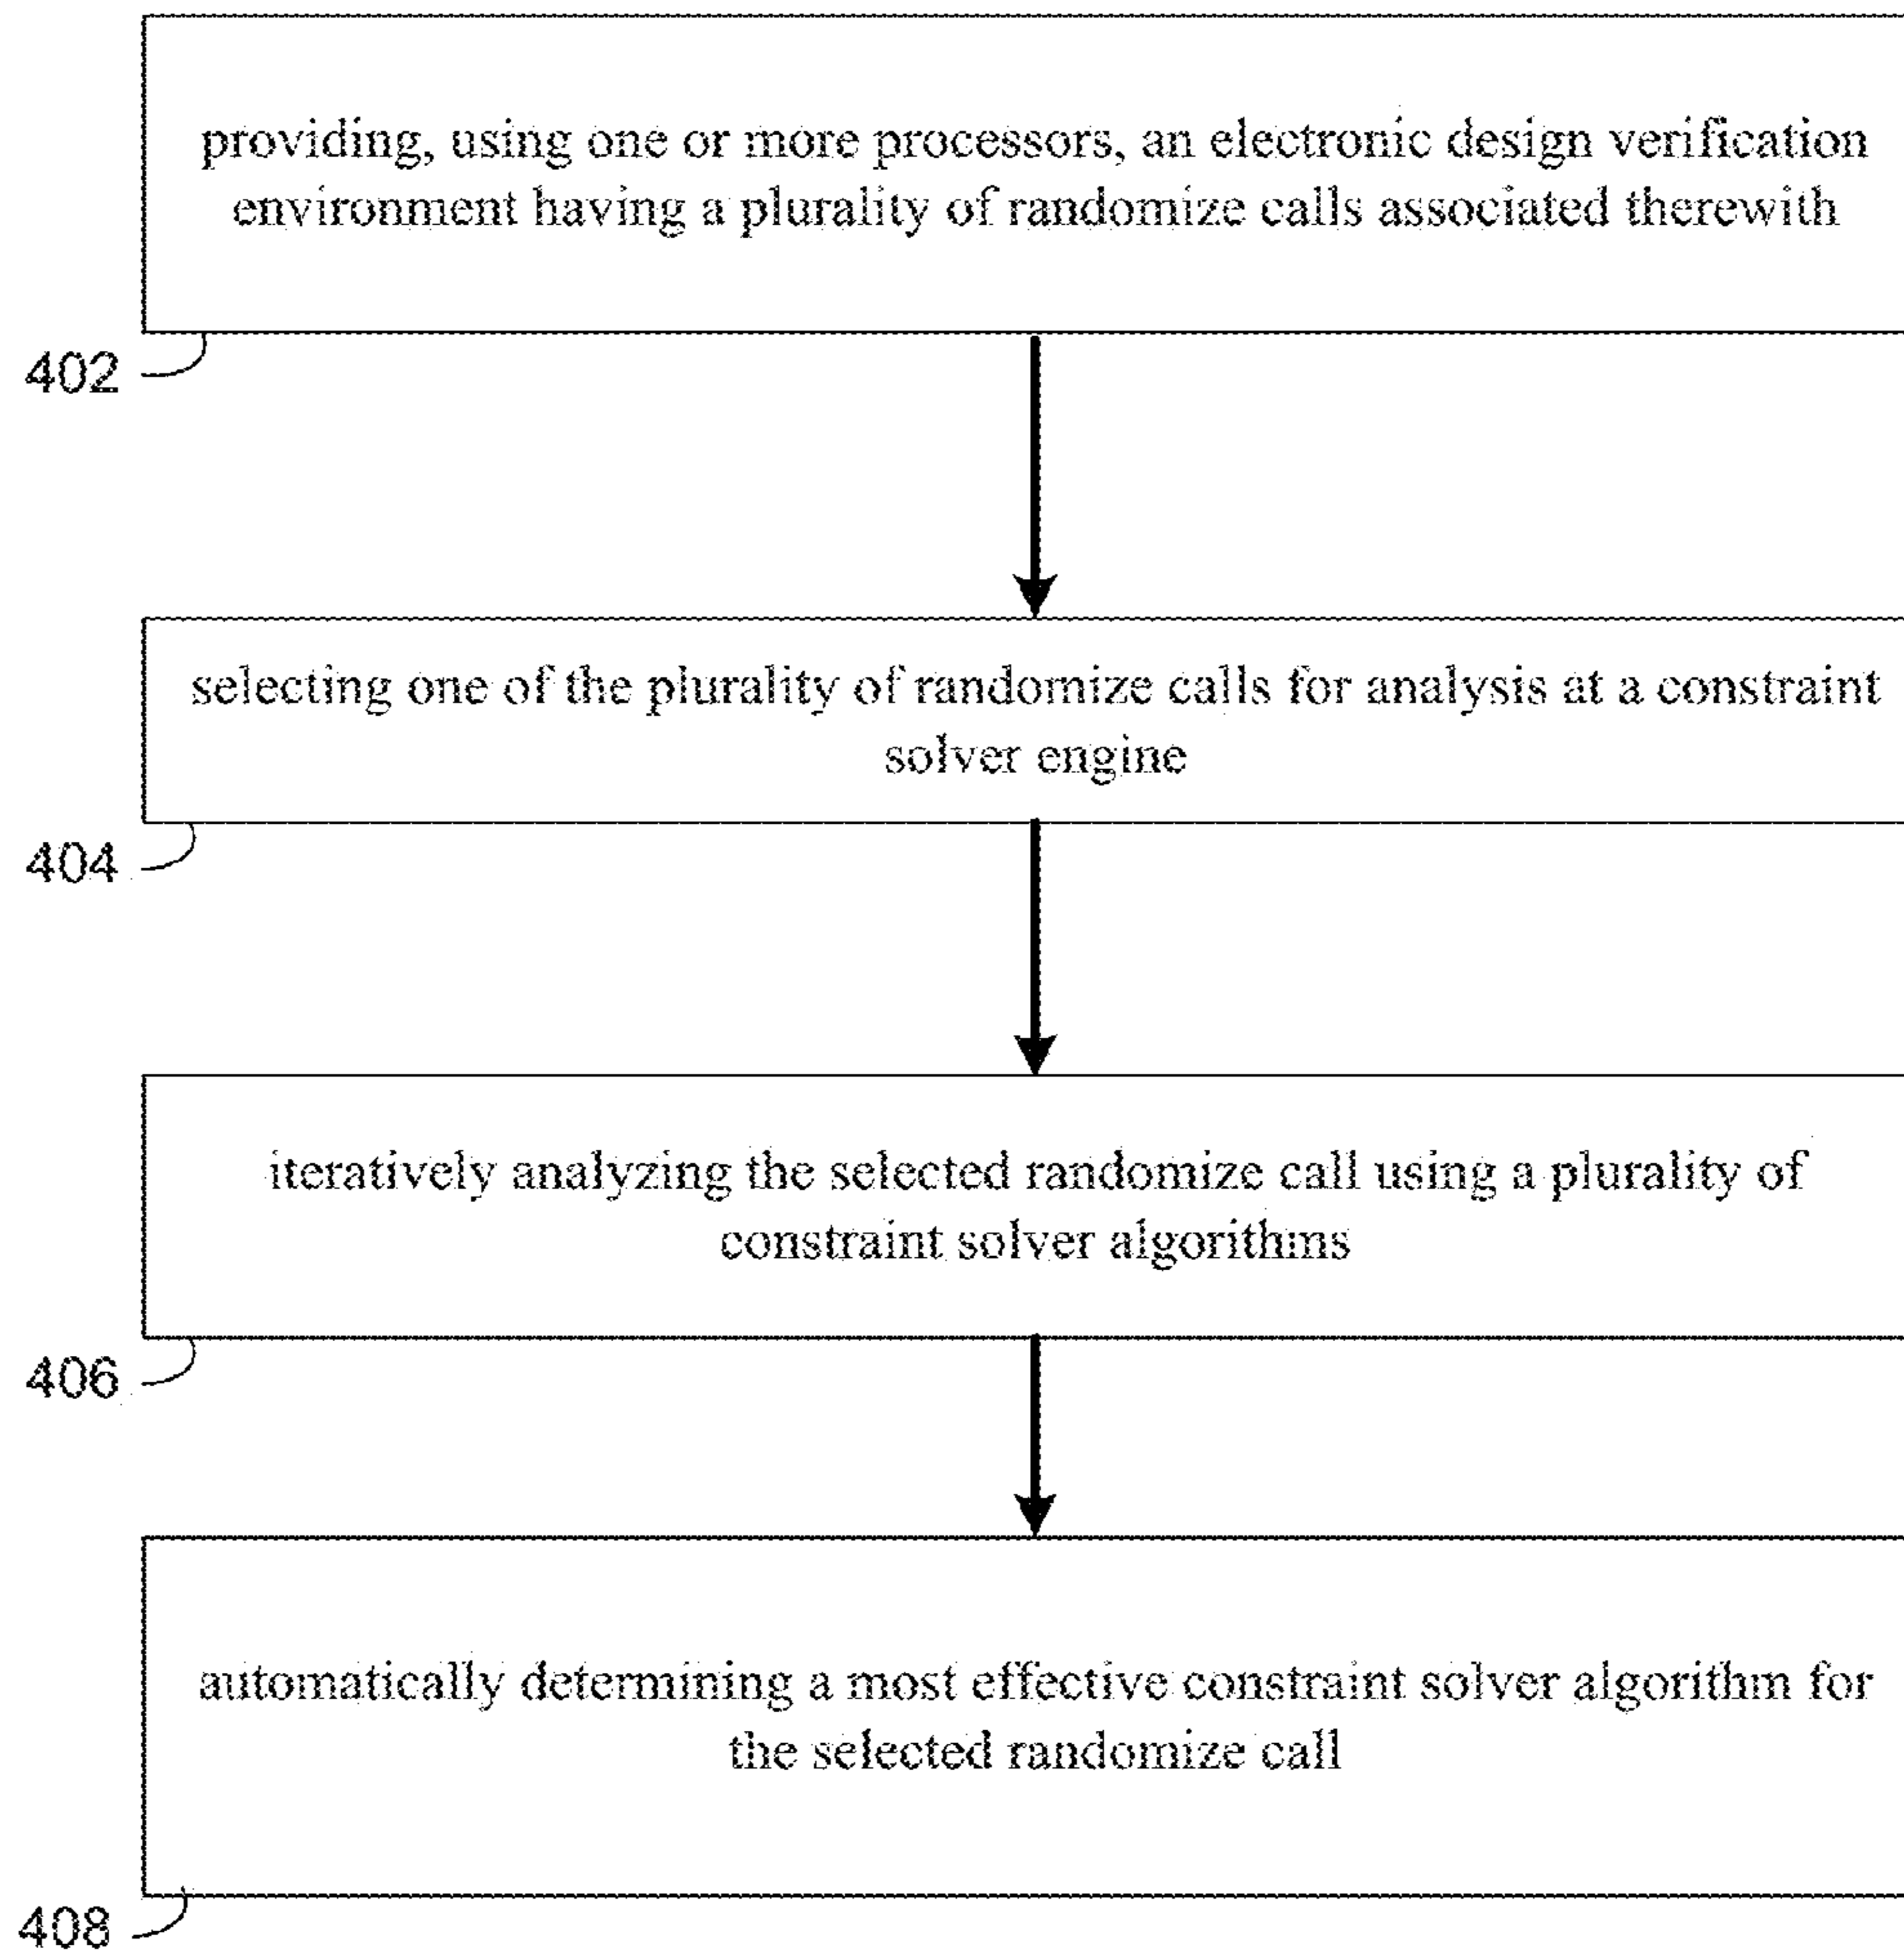 providing, using one or more processors, an electronic design verification
environment having a plurality of randomize calls associated therewith
402
selecting one of the plurality of randomize calls for analysis at a constraint
solver engine
404
iteratively analyzing the selected randomize call using a plurality of
constraint solver algorithms
406
automatically determining a most effective constraint solver algorithm for
the selected randomize call
408